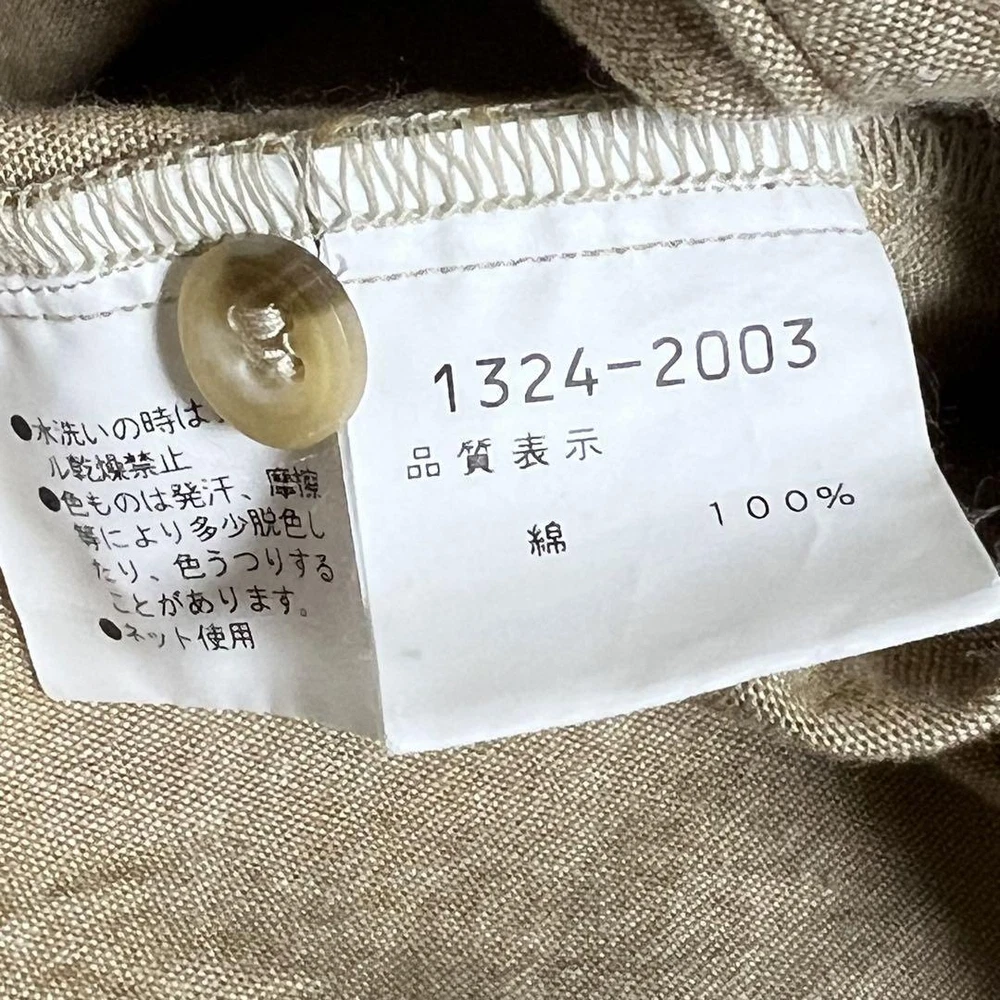 ●水洗いの時は
ル乾燥禁止
●色ものは発汗、摩擦
等により多少脱色し
たり、色うつりする
ことがあります。
●ネット使用
1324-2003
品質表示
綿 100%